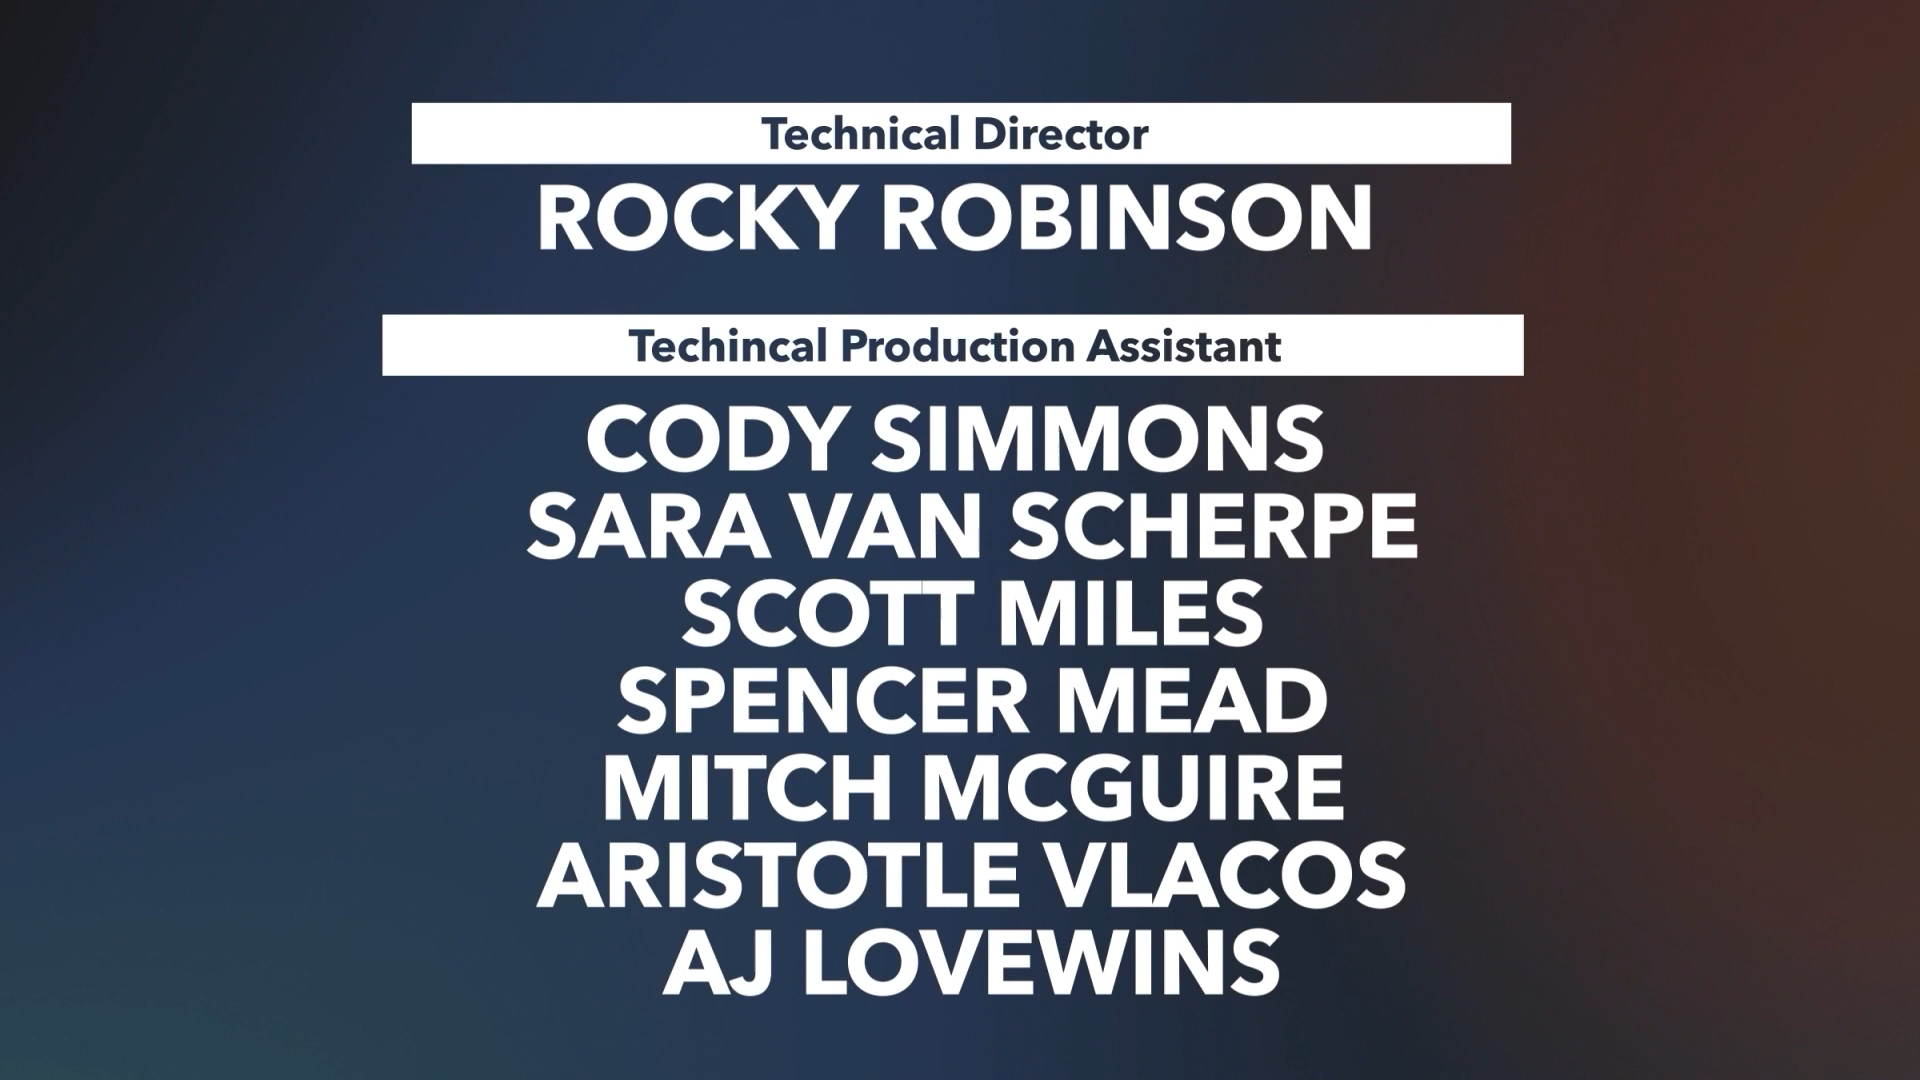 Technical Director
ROCKY ROBINSON
Techincal Production Assistant
CODY SIMMONS
SARA VAN SCHERPE
SCOTT MILES
SPENCER MEAD
MITCH MCGUIRE
ARISTOTLE VLACOS
AJ LOVEWINS